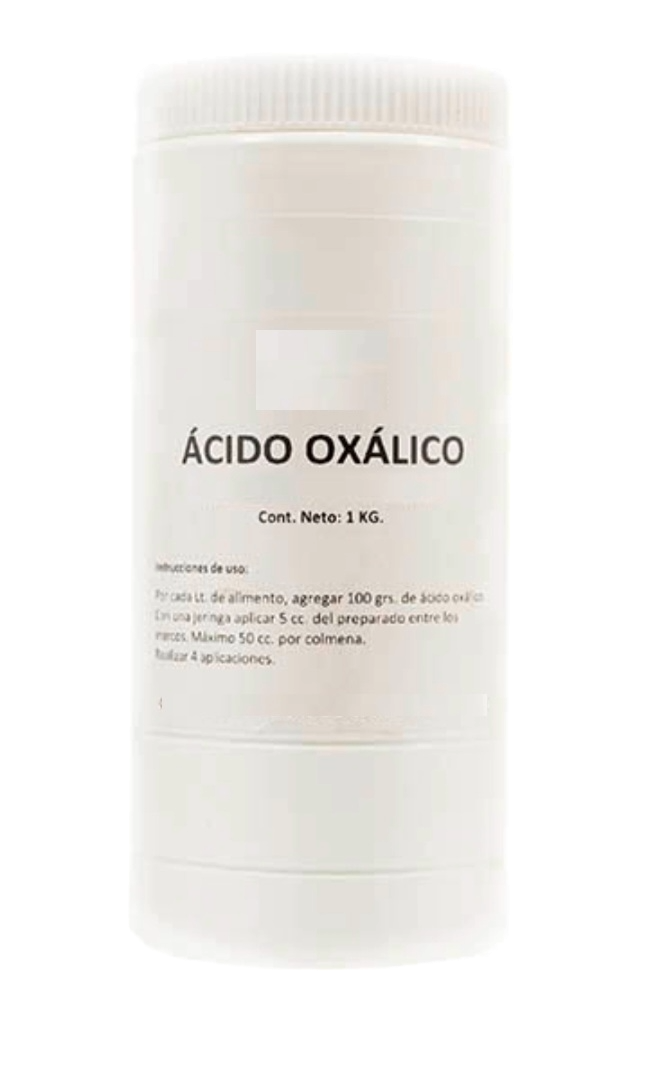 ÁCIDO OXÁLICO
Cont. Neto: 1 KG.
Instrucciones de uso:
Por cada Lt. de alimento, agregar 100 grs. de ácido oxálico
Con una jeringa aplicar 5 cc. del preparado entre los
marcos. Máximo 50 cc. por colmena.
Realizar 4 aplicaciones.